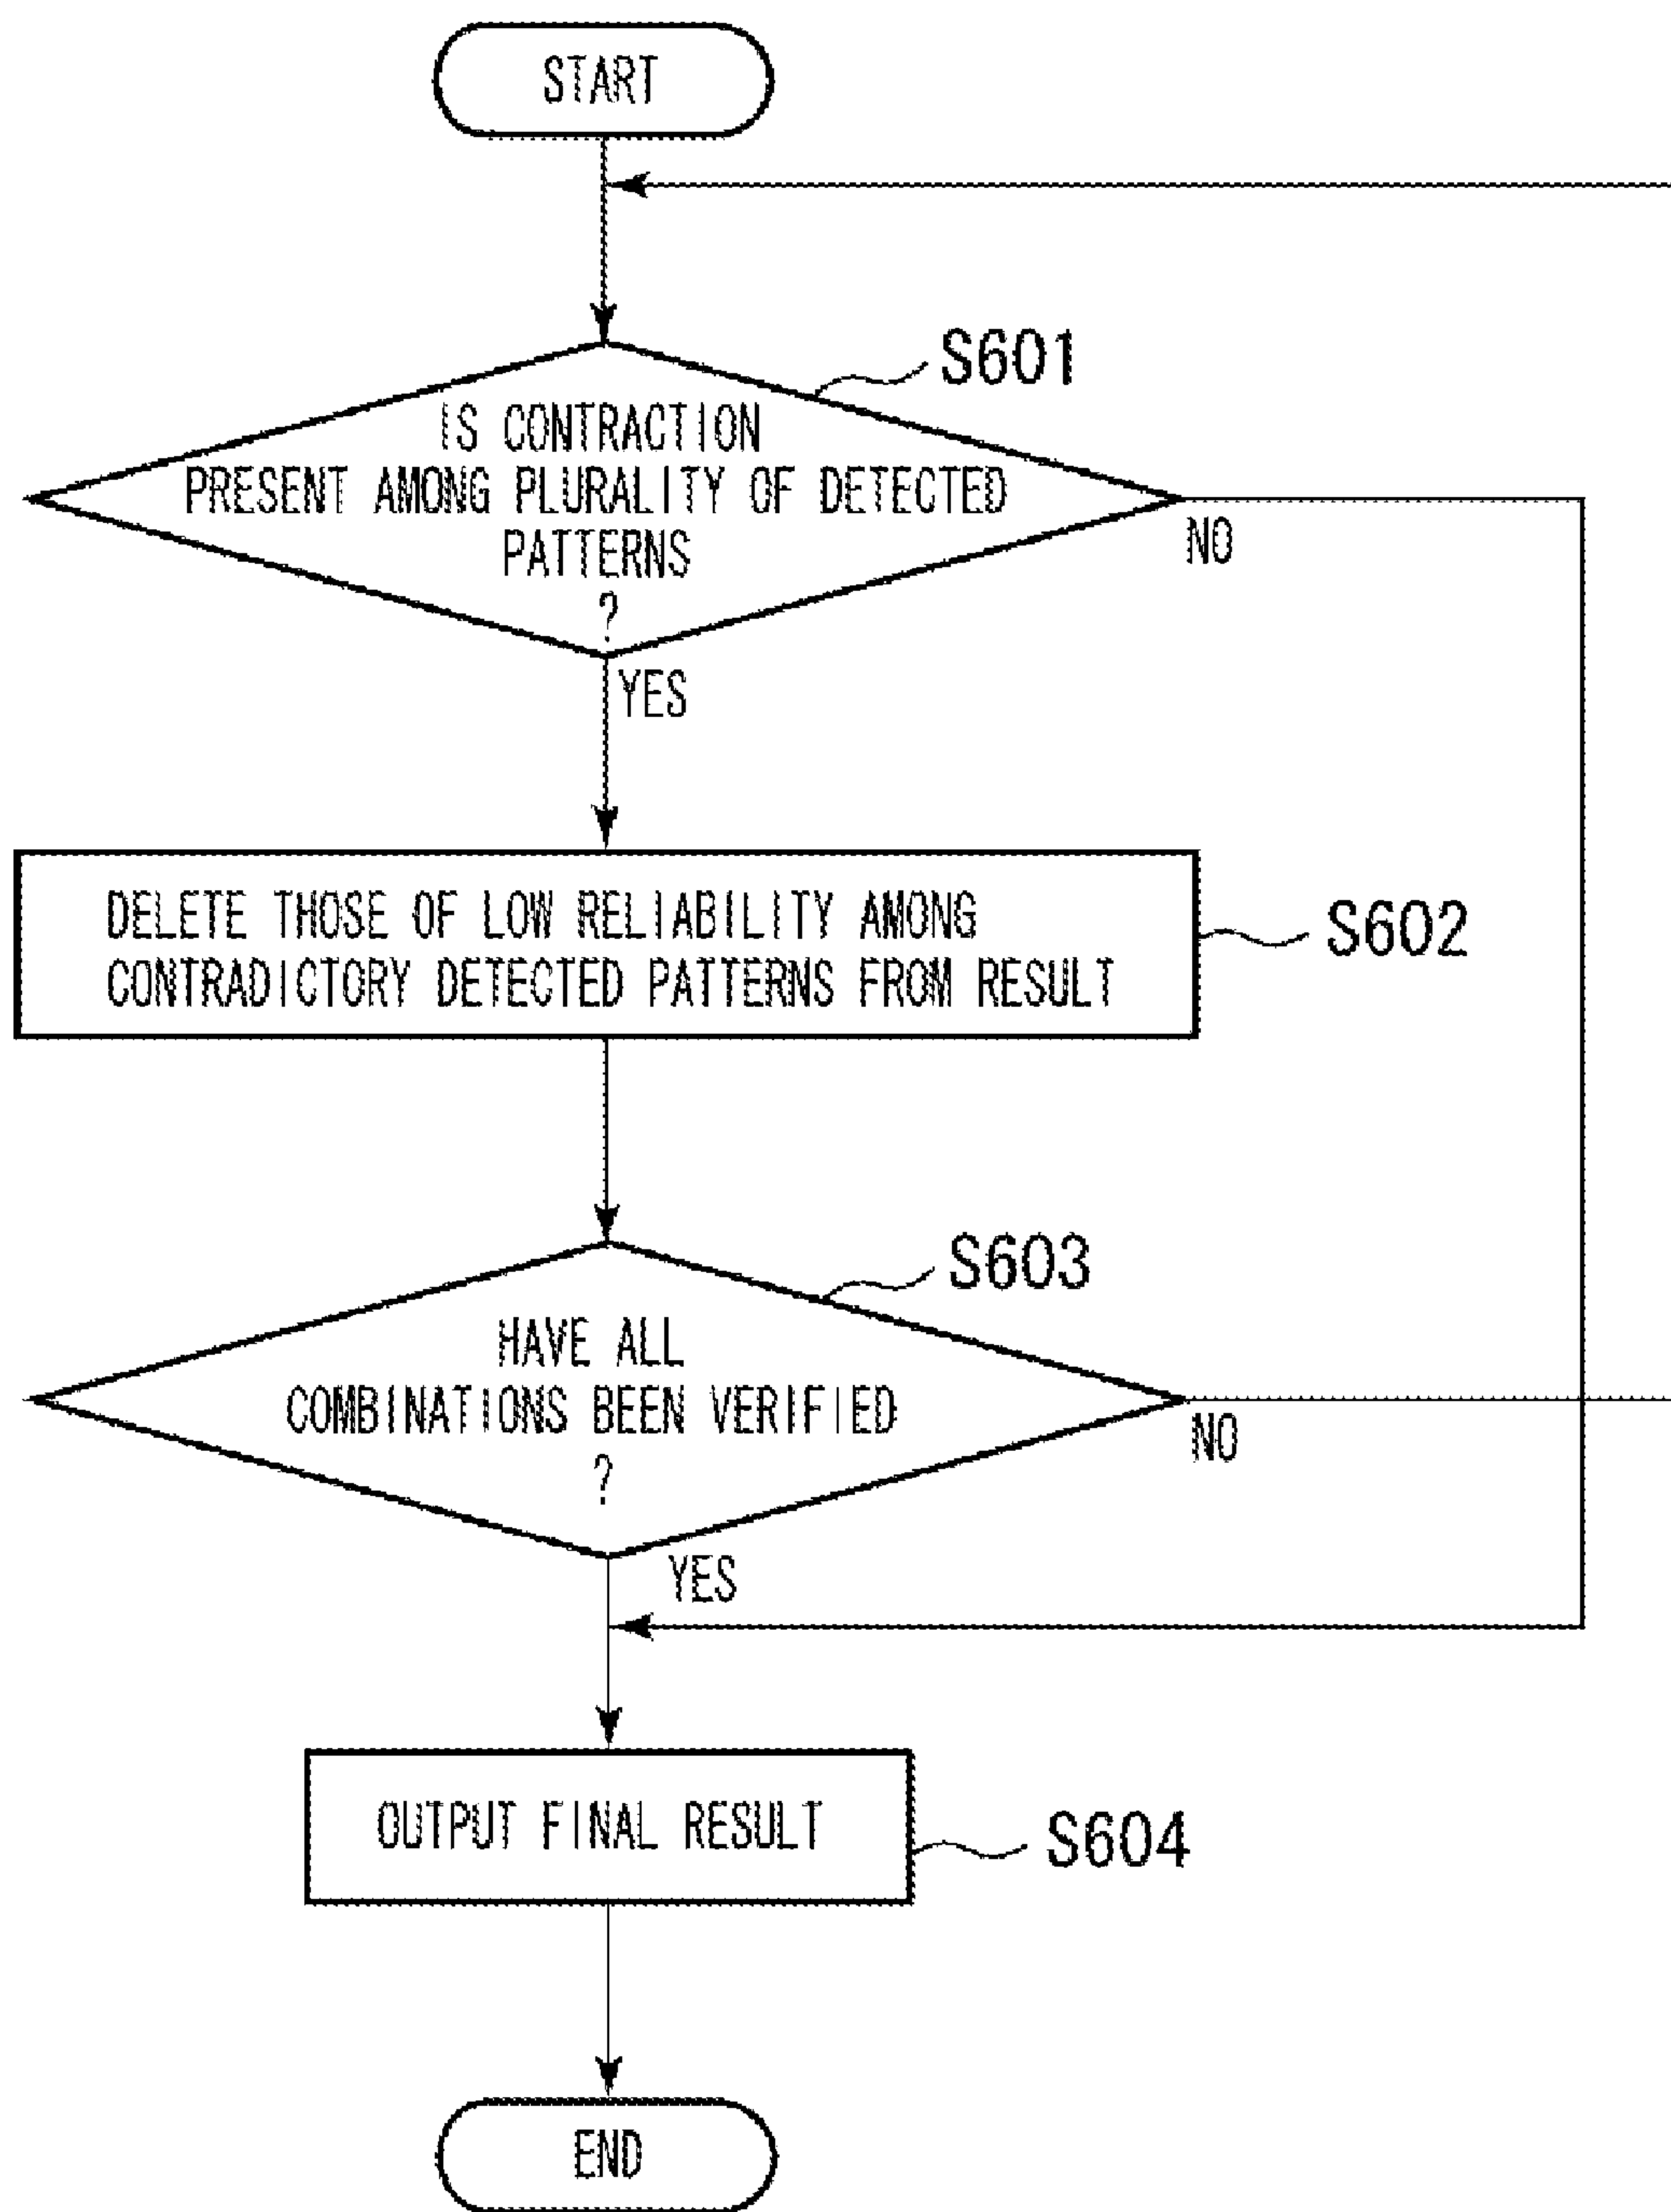 START
S601
IS CONTRACTION
PRESENT AMONG PLURALITY OF DETECTED
PATTERNS
?
NO
YES
DELETE THOSE OF LOW RELIABILITY AMONG
CONTRADICTORY DETECTED PATTERNS FROM RESULT
S602
S603
HAVE ALL
COMBINATIONS BEEN VERIFIED
?
NO
YES
OUTPUT FINAL RESULT
S604
END